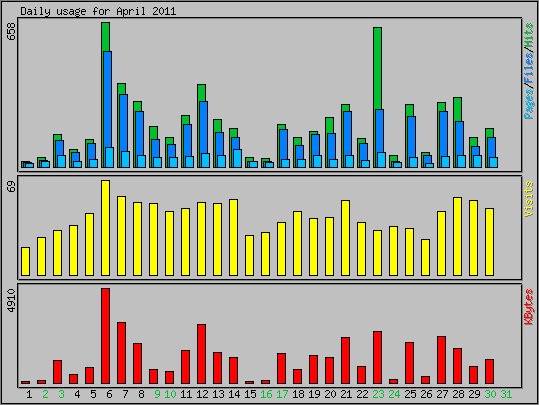 Daily usage for April 2011
658
Pages/Files/Hits
69
Visits
4910
KBytes
1 2 3 4 5 6 7 8 9 10 11 12 13 14 15 16 17 18 19 20 21 22 23 24 25 26 27 28 29 30 31